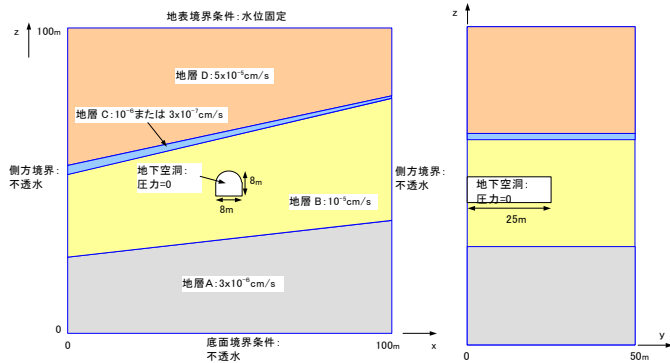 z
100m
地表境界条件:水位固定
地層 D:5x10⁻⁵cm/s
地層 C:10⁻⁶または 3x10⁻⁷cm/s
側方境界:
不透水
地下空洞:
圧力=0
8m
8m
地層 B:10⁻⁵cm/s
地層A:3x10⁻⁶cm/s
0
0
底面境界条件:
不透水
100m
x
側方境界:
不透水
z
地下空洞:
圧力=0
25m
0
50m
y